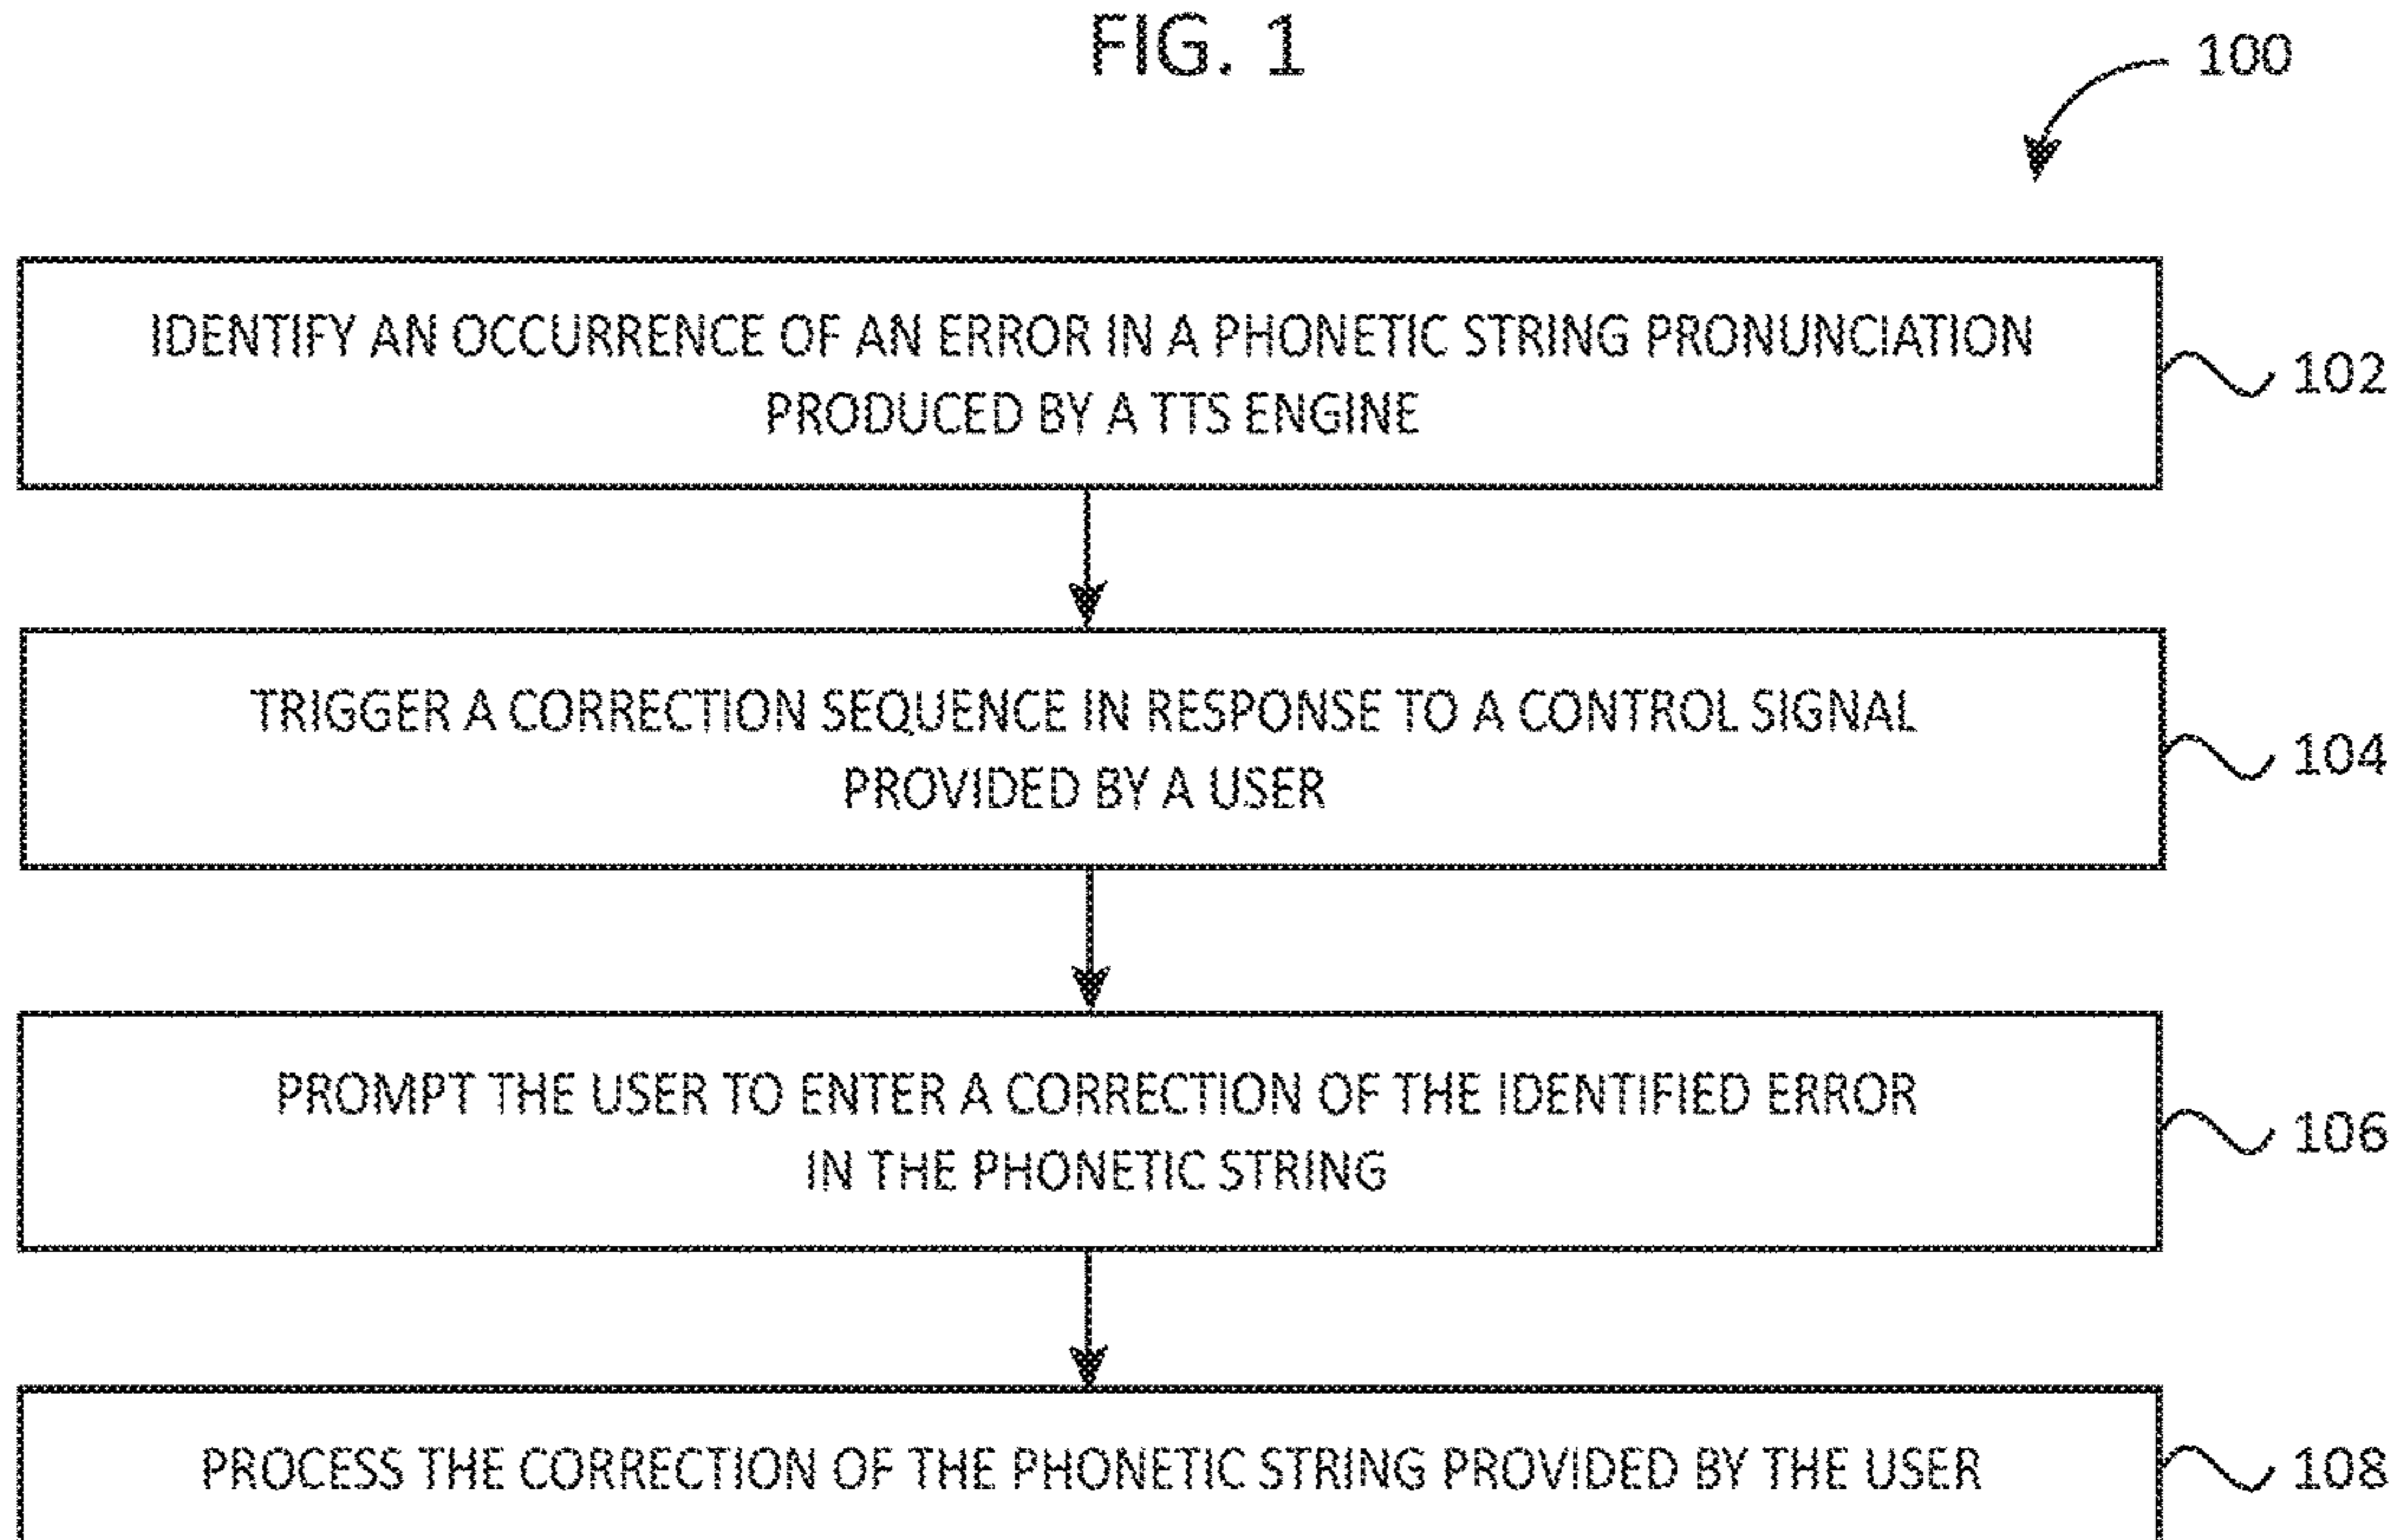 FIG. 1
100
IDENTIFY AN OCCURRENCE OF AN ERROR IN A PHONETIC STRING PRONUNCIATION
PRODUCED BY A TTS ENGINE
102
TRIGGER A CORRECTION SEQUENCE IN RESPONSE TO A CONTROL SIGNAL
PROVIDED BY A USER
104
PROMPT THE USER TO ENTER A CORRECTION OF THE IDENTIFIED ERROR
IN THE PHONETIC STRING
106
PROCESS THE CORRECTION OF THE PHONETIC STRING PROVIDED BY THE USER
108